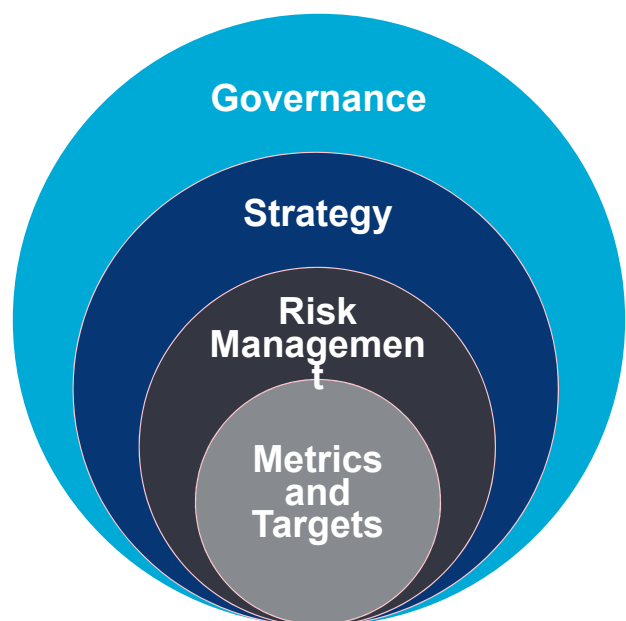 Governance
Strategy
Risk
Managemen
t
Metrics
and
Targets